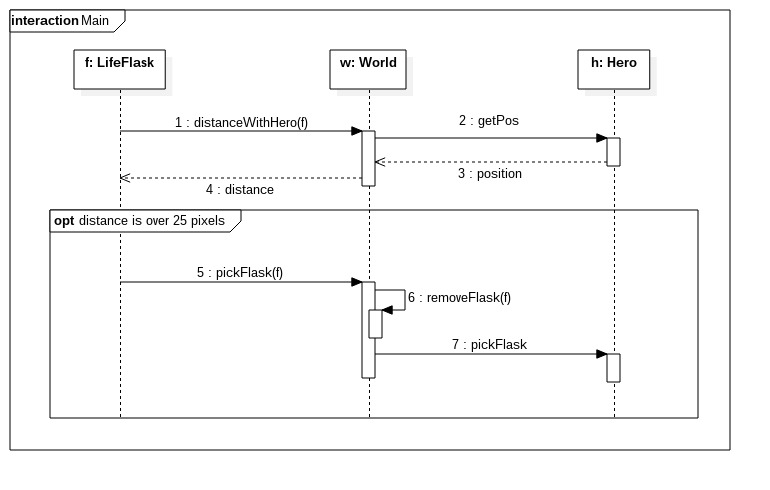 interaction Main
f: LifeFlask
w: World
h: Hero
1 : distanceWithHero(f)
2 : getPos
3 : position
4 : distance
opt distance is over 25 pixels
5 : pickFlask(f)
6 : removeFlask(f)
7 : pickFlask